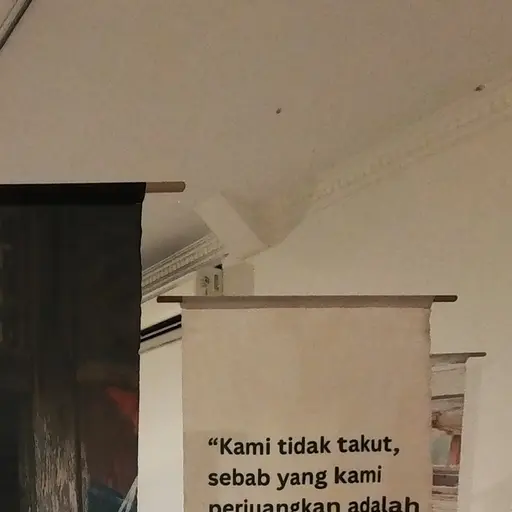 “Kami tidak takut,
sebab yang kami
perjuangkan adalah